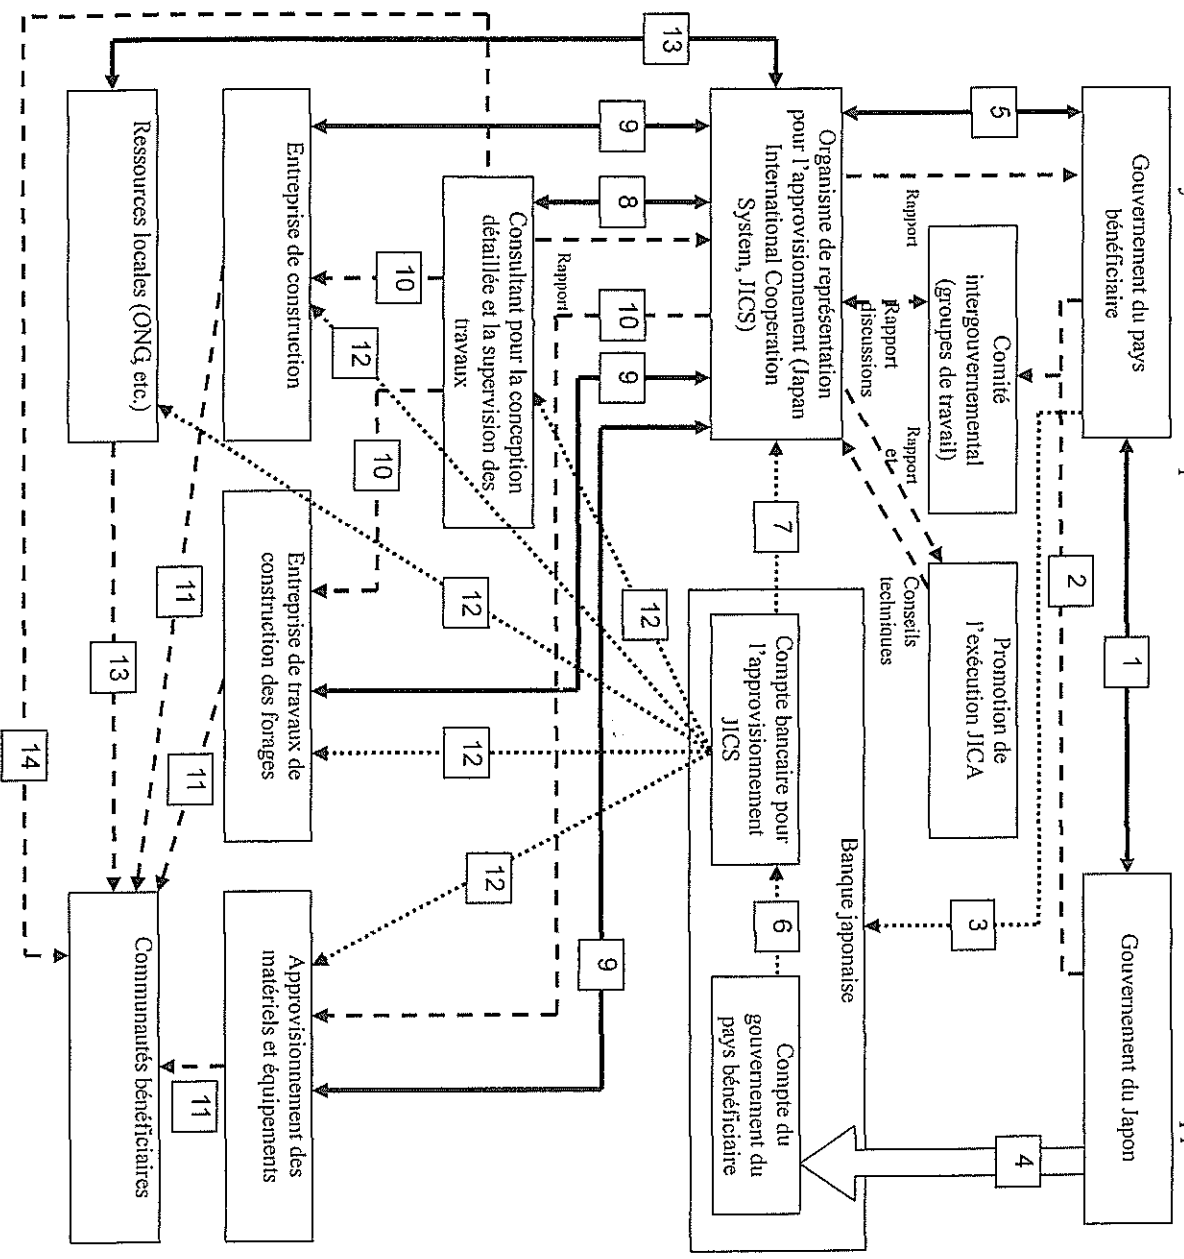 Gouvernement du pays
bénéficiaire
1
Gouvernement du Japon
2
3
4
5
Rapport
Comité
intergouvernemental
(groupes de travail)
Rapport et
discussions
Rapport
Promotion de
l'exécution JICA
Conseils
techniques
Organisme de représentation
pour l'approvisionnement (Japan
International Cooperation
System, JICS)
Banque japonaise
7
Compte bancaire pour
l'approvisionnement
JICS
6
Compte du
gouvernement du
pays bénéficiaire
13
9
8
10
9
12
9
Rapport
Consultant pour la conception
détaillée et la supervision des
travaux
10
12
10
12
12
12
Entreprise de construction
Entreprise de travaux de
construction des forages
Approvisionnement des
matériels et équipements
11
11
11
Ressources locales (ONG, etc.)
13
Communautés bénéficiaires
14